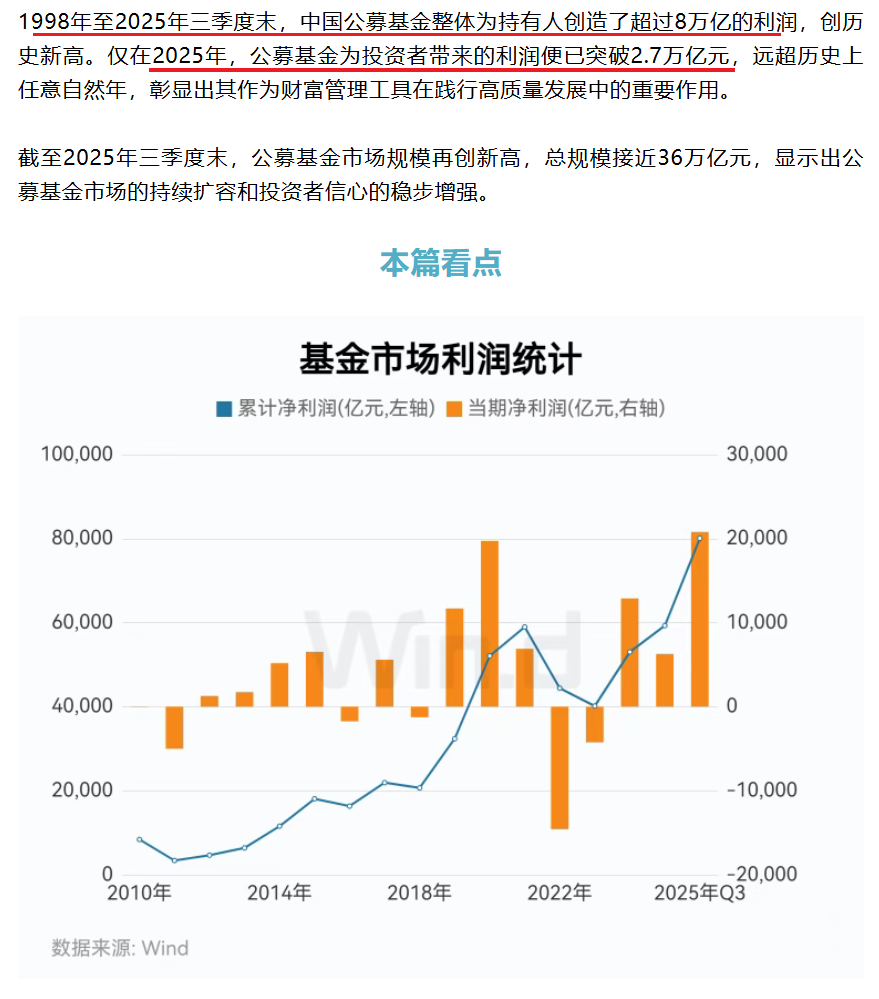 1998年至2025年三季度末，中国公募基金整体为持有人创造了超过8万亿的利润，创历
史新高。仅在2025年，公募基金为投资者带来的利润便已突破2.7万亿元，远超历史上
任意自然年，彰显出其作为财富管理工具在践行高质量发展中的重要作用。
截至2025年三季度末，公募基金市场规模再创新高，总规模接近36万亿元，显示出公
募基金市场的持续扩容和投资者信心的稳步增强。
本篇看点
基金市场利润统计
累计净利润(亿元,左轴) 当期净利润(亿元,右轴)
100,000 30,000
80,000 20,000
60,000 10,000
Win.d
40,000 0
20,000 -10,000
0 -20,000
2010年 2014年 2018年 2022年 2025年Q3
数据来源: Wind